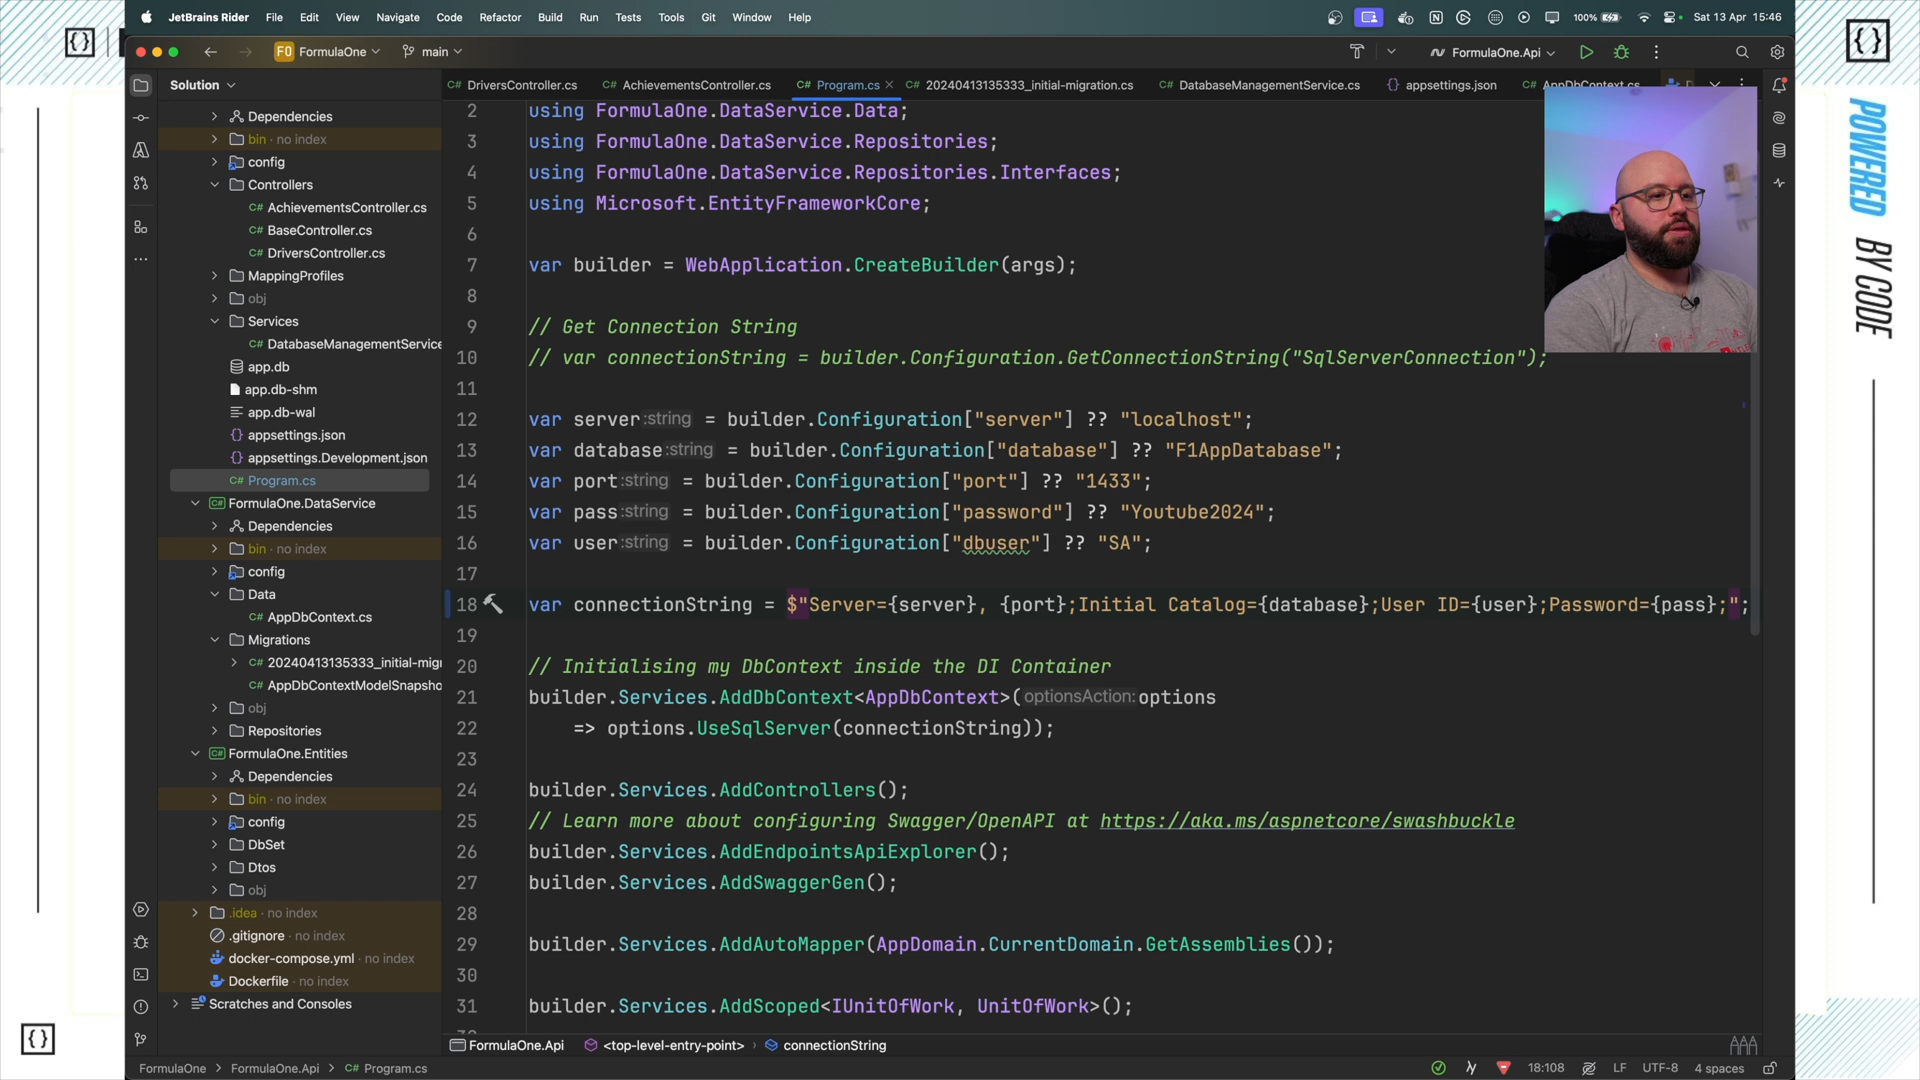 JetBrains Rider File Edit View Navigate Code Refactor Build Run Tests Tools Git Window Help 100% Sat 13 Apr 15:46
F0 FormulaOne main FormulaOne.Api
Solution
DriversController.cs AchievementsController.cs Program.cs 20240413135333_initial-migration.cs DatabaseManagementService.cs appsettings.json AppDbContext.cs
Dependencies
bin · no index
config
Controllers
C# AchievementsController.cs
C# BaseController.cs
C# DriversController.cs
MappingProfiles
obj
Services
C# DatabaseManagementService
app.db
app.db-shm
app.db-wal
{} appsettings.json
{} appsettings.Development.json
C# Program.cs
FormulaOne.DataService
Dependencies
bin · no index
config
Data
C# AppDbContext.cs
Migrations
C# 20240413135333_initial-migr
C# AppDbContextModelSnapsho
obj
Repositories
FormulaOne.Entities
Dependencies
bin · no index
config
DbSet
Dtos
obj
.idea · no index
.gitignore · no index
docker-compose.yml · no index
Dockerfile · no index
Scratches and Consoles
2 using FormulaOne.DataService.Data;
3 using FormulaOne.DataService.Repositories;
4 using FormulaOne.DataService.Repositories.Interfaces;
5 using Microsoft.EntityFrameworkCore;
6
7 var builder = WebApplication.CreateBuilder(args);
8
9 // Get Connection String
10 // var connectionString = builder.Configuration.GetConnectionString("SqlServerConnection");
11
12 var server:string = builder.Configuration["server"] ?? "localhost";
13 var database:string = builder.Configuration["database"] ?? "F1AppDatabase";
14 var port:string = builder.Configuration["port"] ?? "1433";
15 var pass:string = builder.Configuration["password"] ?? "Youtube2024";
16 var user:string = builder.Configuration["dbuser"] ?? "SA";
17
18 var connectionString = $"Server={server}, {port};Initial Catalog={database};User ID={user};Password={pass};";
19
20 // Initialising my DbContext inside the DI Container
21 builder.Services.AddDbContext<AppDbContext>(optionsAction:options
22 => options.UseSqlServer(connectionString));
23
24 builder.Services.AddControllers();
25 // Learn more about configuring Swagger/OpenAPI at https://aka.ms/aspnetcore/swashbuckle
26 builder.Services.AddEndpointsApiExplorer();
27 builder.Services.AddSwaggerGen();
28
29 builder.Services.AddAutoMapper(AppDomain.CurrentDomain.GetAssemblies());
30
31 builder.Services.AddScoped<IUnitOfWork, UnitOfWork>();
FormulaOne.Api <top-level-entry-point> connectionString
FormulaOne > FormulaOne.Api > C# Program.cs 18:108 LF UTF-8 4 spaces
POWERED BY CODE